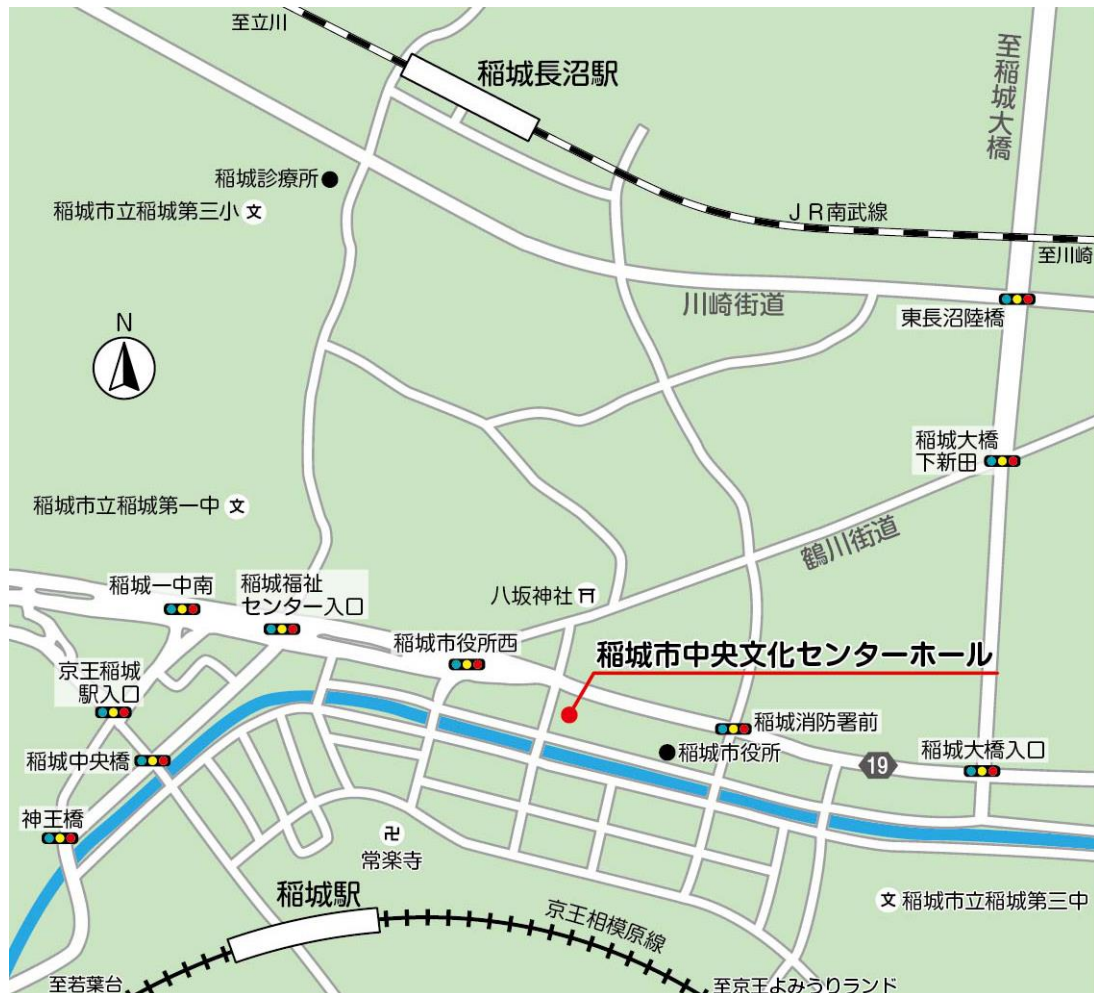 至立川
稲城長沼駅
至稲城大橋
稲城診療所
稲城市立稲城第三小 文
JR南武線
至川崎
川崎街道
東長沼陸橋
N
稲城大橋
下新田
稲城市立稲城第一中 文
鶴川街道
稲城一中南
稲城福祉
センター入口
八坂神社
稲城市役所西
稲城市中央文化センターホール
京王稲城
駅入口
稲城消防署前
稲城中央橋
稲城市役所
19
稲城大橋入口
神王橋
卍
常楽寺
稲城駅
京王相模原線
文 稲城市立稲城第三中
至若葉台
至京王よみうりランド